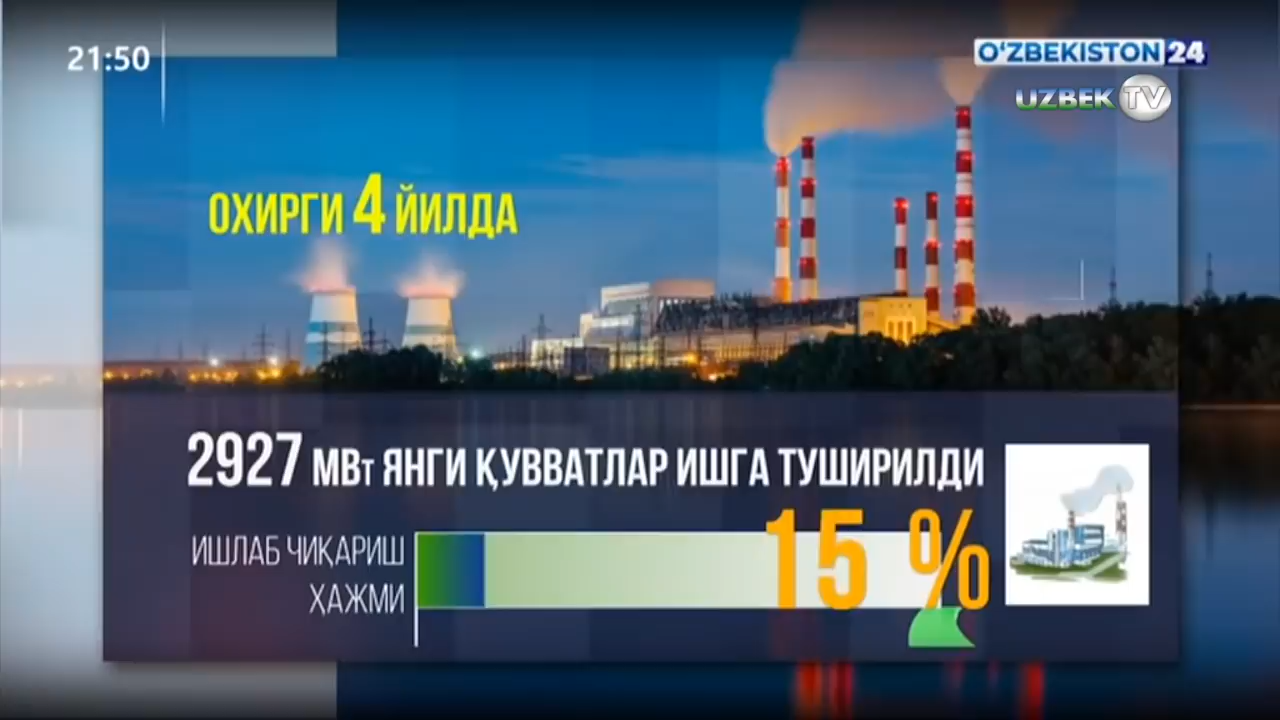 21:50
O‘ZBEKISTON 24
UZBEK TV
ОХИРГИ 4 ЙИЛДА
2927 МВт ЯНГИ ҚУВВАТЛАР ИШГА ТУШИРИЛДИ
15 %
ИШЛАБ ЧИҚАРИШ
ҲАЖМИ